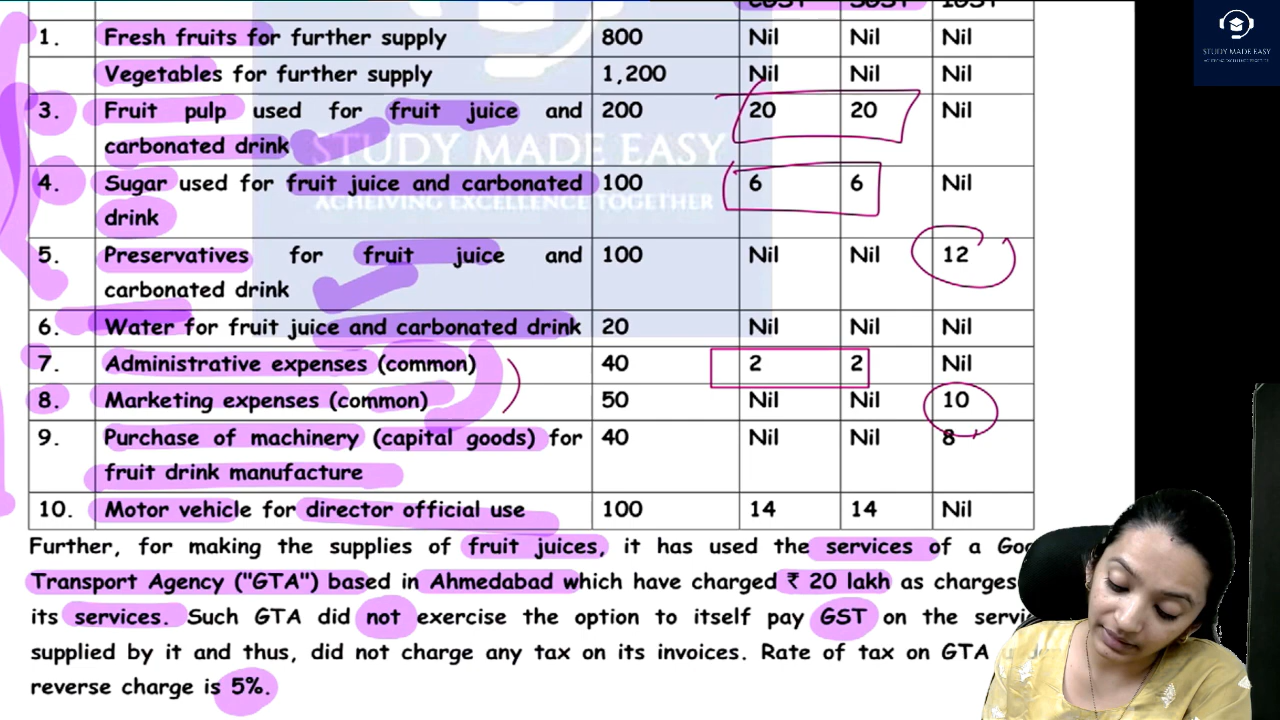 CGST SGST IGST
1. Fresh fruits for further supply 800 Nil Nil Nil
Vegetables for further supply 1,200 Nil Nil Nil
3. Fruit pulp used for fruit juice and 200 20 20 Nil
carbonated drink
4. Sugar used for fruit juice and carbonated 100 6 6 Nil
drink
5. Preservatives for fruit juice and 100 Nil Nil 12
carbonated drink
6. Water for fruit juice and carbonated drink 20 Nil Nil Nil
7. Administrative expenses (common) 40 2 2 Nil
8. Marketing expenses (common) 50 Nil Nil 10
9. Purchase of machinery (capital goods) for 40 Nil Nil 8
fruit drink manufacture
10. Motor vehicle for director official use 100 14 14 Nil
Further, for making the supplies of fruit juices, it has used the services of a
Transport Agency ("GTA") based in Ahmedabad which have charged ₹ 20 lakh as charges
its services. Such GTA did not exercise the option to itself pay GST on the
supplied by it and thus, did not charge any tax on its invoices. Rate of tax on GTA
reverse charge is 5%.
STUDY MADE EASY
ACHEIVING EXCELLENCE TOGETHER
STUDY MADE EASY